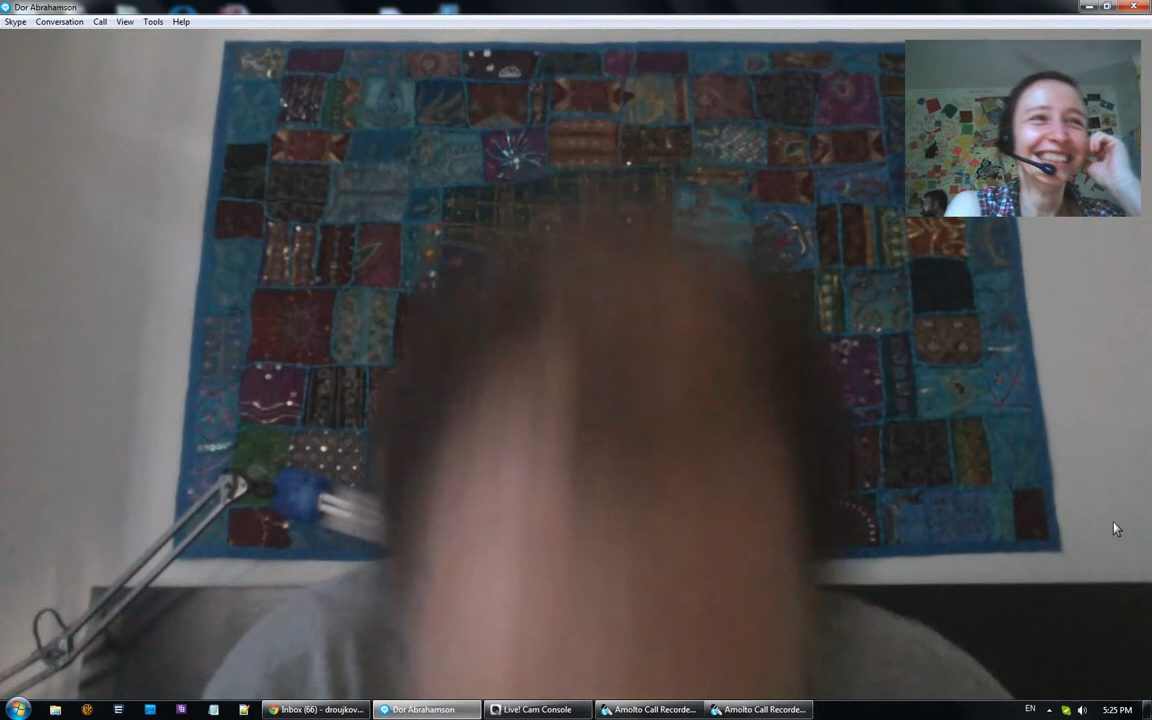 Dor Abrahamson
Skype Conversation Call View Tools Help
Inbox (66) - droujkov... Dor Abrahamson Live! Cam Console Amolto Call Recorde... Amolto Call Recorde... EN 5:25 PM